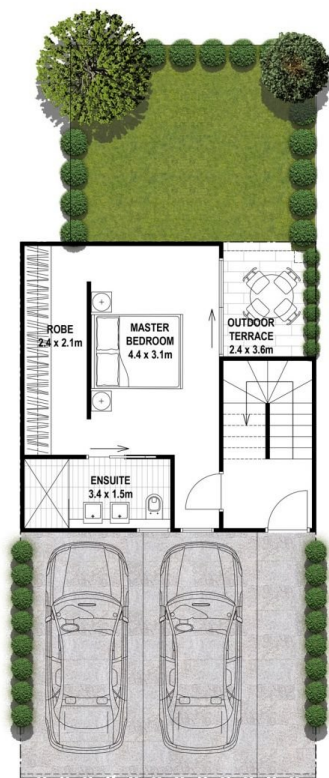 ROBE
2.4 x 2.1m
MASTER
BEDROOM
4.4 x 3.1m
OUTDOOR
TERRACE
2.4 x 3.6m
ENSUITE
3.4 x 1.5m